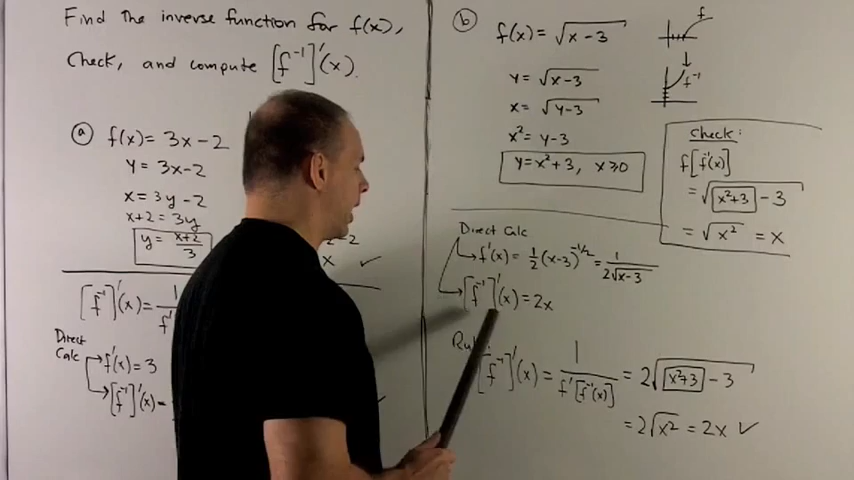 Find the inverse function for f(x),
Check, and compute [f⁻¹]'(x).
ⓐ f(x) = 3x-2
y = 3x-2
x = 3y-2
x+2 = 3y
y = (x+2)/3
x ✓
[f⁻¹]'(x) = 1/f'
Direct Calc
f'(x) = 3
[f⁻¹]'(x) =
ⓑ f(x) = √(x-3)
y = √(x-3)
x = √(y-3)
x² = y-3
y = x²+3, x≥0
f
f⁻¹
Check:
f[f⁻¹(x)]
= √(x²+3 - 3)
= √x² = x
Direct Calc
f'(x) = 1/2 (x-3)^(-1/2) = 1/(2√(x-3))
[f⁻¹]'(x) = 2x
[f⁻¹]'(x) = 1/f'[f⁻¹(x)] = 2√(x²+3 - 3)
= 2√x² = 2x ✓